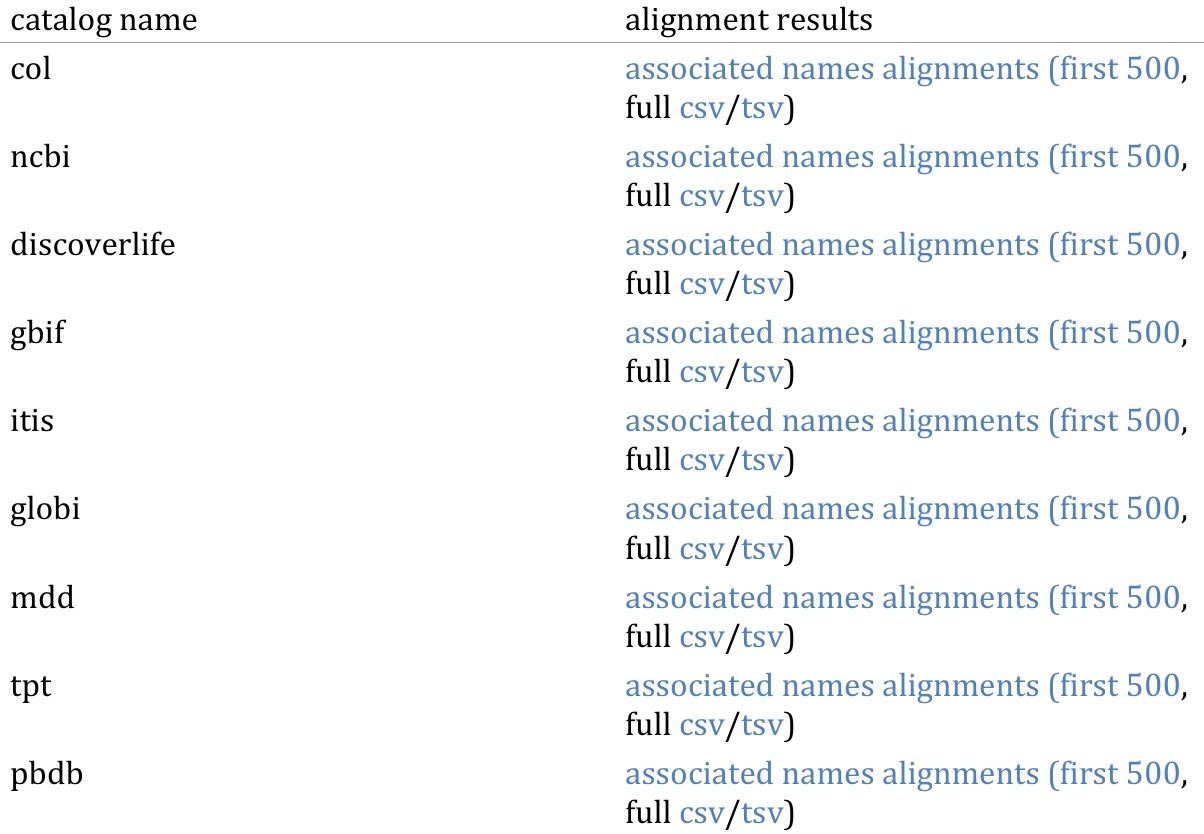 catalog name alignment results
col associated names alignments (first 500,
full csv/tsv)
ncbi associated names alignments (first 500,
full csv/tsv)
discoverlife associated names alignments (first 500,
full csv/tsv)
gbif associated names alignments (first 500,
full csv/tsv)
itis associated names alignments (first 500,
full csv/tsv)
globi associated names alignments (first 500,
full csv/tsv)
mdd associated names alignments (first 500,
full csv/tsv)
tpt associated names alignments (first 500,
full csv/tsv)
pbdb associated names alignments (first 500,
full csv/tsv)